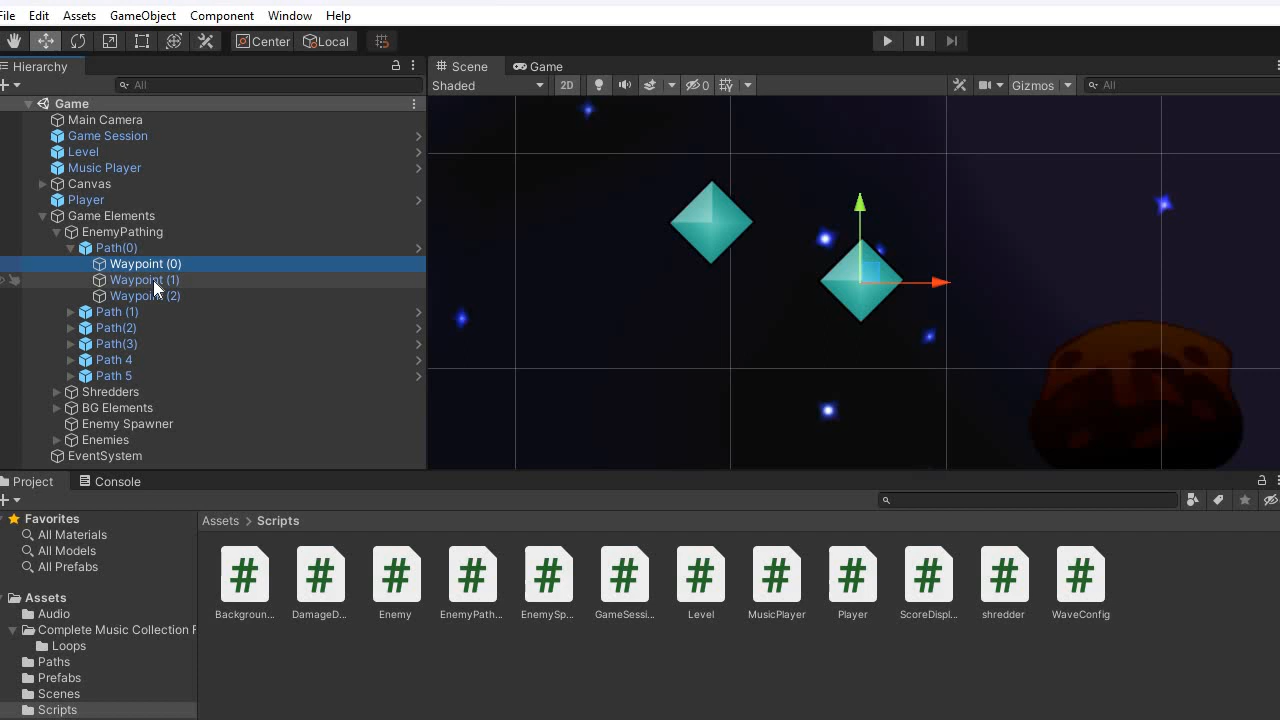 File Edit Assets GameObject Component Window Help
Center Local
Hierarchy
All
Game
Main Camera
Game Session
Level
Music Player
Canvas
Player
Game Elements
EnemyPathing
Path(0)
Waypoint (0)
Waypoint (1)
Waypoint (2)
Path (1)
Path(2)
Path(3)
Path 4
Path 5
Shredders
BG Elements
Enemy Spawner
Enemies
EventSystem
Scene Game
Shaded 2D 0 Gizmos All
Project Console
Favorites
All Materials
All Models
All Prefabs
Assets
Audio
Complete Music Collection F
Loops
Paths
Prefabs
Scenes
Scripts
Assets > Scripts
# # # # # # # # # # # #
Backgroun... DamageD... Enemy EnemyPath... EnemySp... GameSessi... Level MusicPlayer Player ScoreDispl... shredder WaveConfig